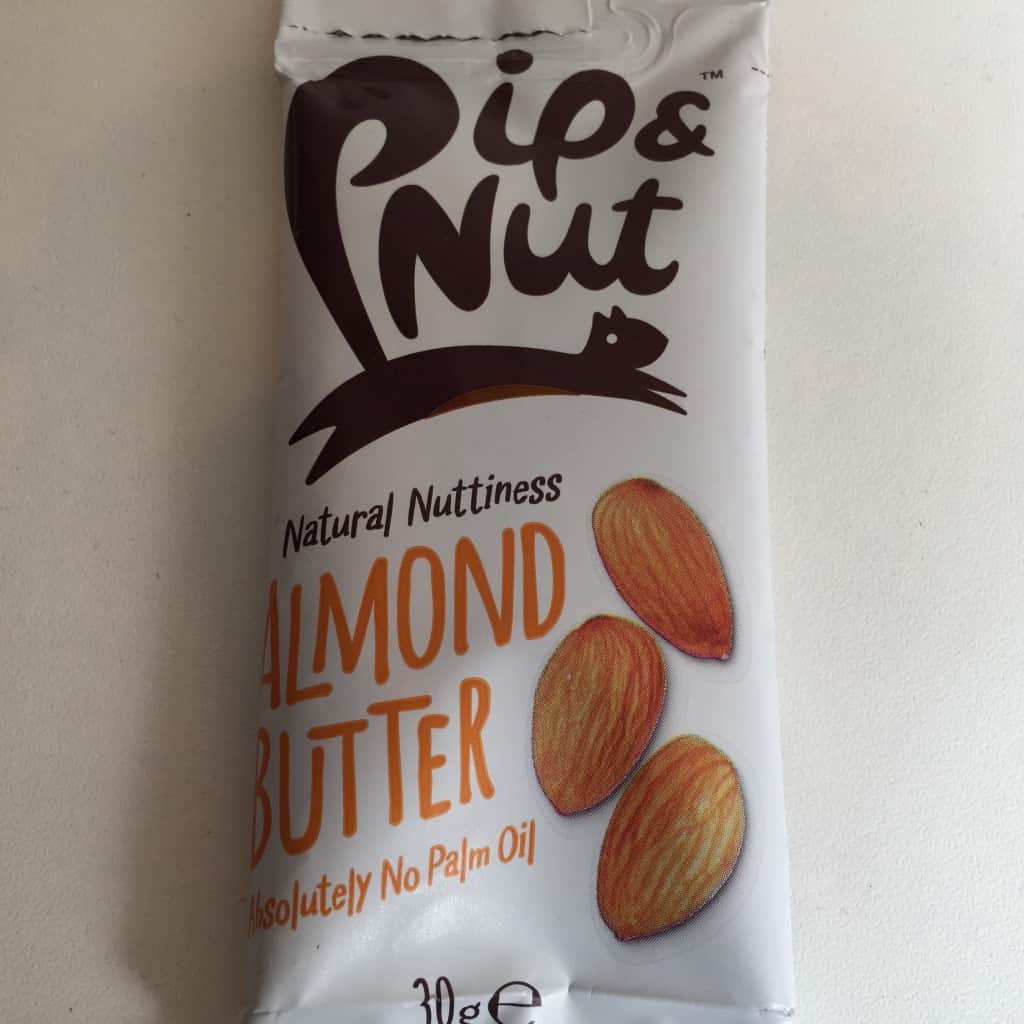 Pip &
Nut
™
Natural Nuttiness
ALMOND
BUTTER
Absolutely No Palm Oil
30g e